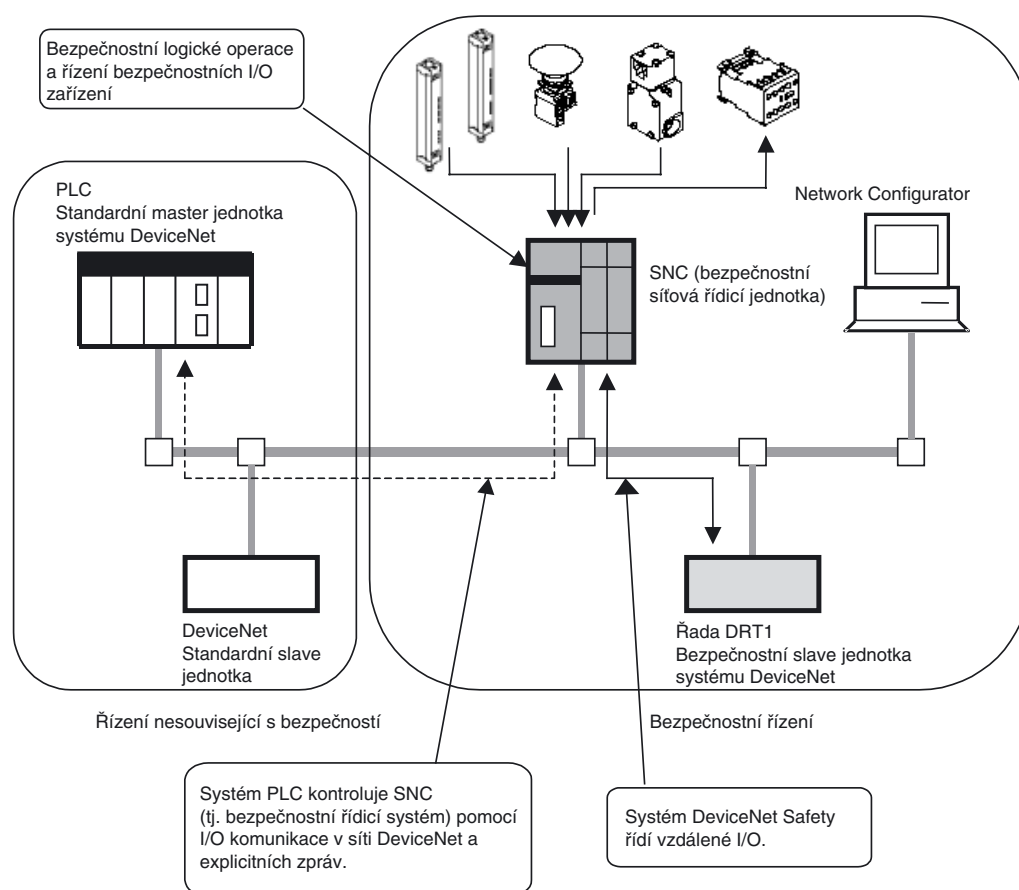 Bezpečnostní logické operace
a řízení bezpečnostních I/O
zařízení
PLC
Standardní master jednotka
systému DeviceNet
Network Configurator
SNC (bezpečnostní
síťová řídicí jednotka)
DeviceNet
Standardní slave
jednotka
Řada DRT1
Bezpečnostní slave jednotka
systému DeviceNet
Řízení nesouvisející s bezpečností
Bezpečnostní řízení
Systém PLC kontroluje SNC
(tj. bezpečnostní řídicí systém) pomocí
I/O komunikace v síti DeviceNet a
explicitních zpráv.
Systém DeviceNet Safety
řídí vzdálené I/O.